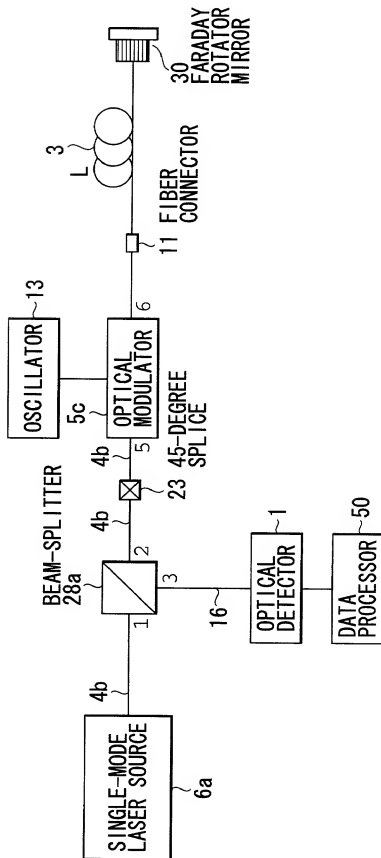 SINGLE-MODE
LASER SOURCE
6a
4b
BEAM-SPLITTER
28a
1
2
3
16
OPTICAL
DETECTOR
1
DATA
PROCESSOR
50
4b
23
4b
45-DEGREE
SPLICE
5
OPTICAL
MODULATOR
5c
6
OSCILLATOR
13
11
FIBER
CONNECTOR
L
3
30 FARADAY
ROTATOR
MIRROR